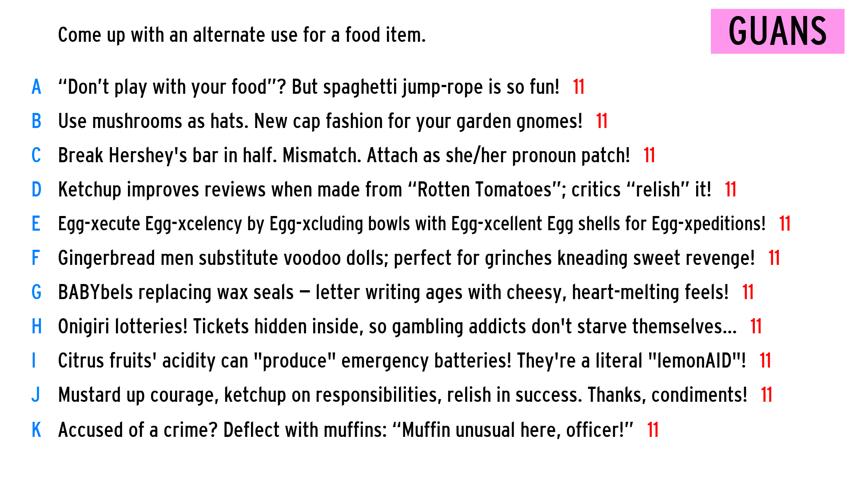 Come up with an alternate use for a food item.
GUANS
A “Don’t play with your food”? But spaghetti jump-rope is so fun! 11
B Use mushrooms as hats. New cap fashion for your garden gnomes! 11
C Break Hershey's bar in half. Mismatch. Attach as she/her pronoun patch! 11
D Ketchup improves reviews when made from “Rotten Tomatoes”; critics “relish” it! 11
E Egg-xecute Egg-xcelency by Egg-xcluding bowls with Egg-xcellent Egg shells for Egg-xpeditions! 11
F Gingerbread men substitute voodoo dolls; perfect for grinches kneading sweet revenge! 11
G BABYbels replacing wax seals – letter writing ages with cheesy, heart-melting feels! 11
H Onigiri lotteries! Tickets hidden inside, so gambling addicts don't starve themselves... 11
I Citrus fruits' acidity can "produce" emergency batteries! They're a literal "lemonAID"! 11
J Mustard up courage, ketchup on responsibilities, relish in success. Thanks, condiments! 11
K Accused of a crime? Deflect with muffins: “Muffin unusual here, officer!” 11